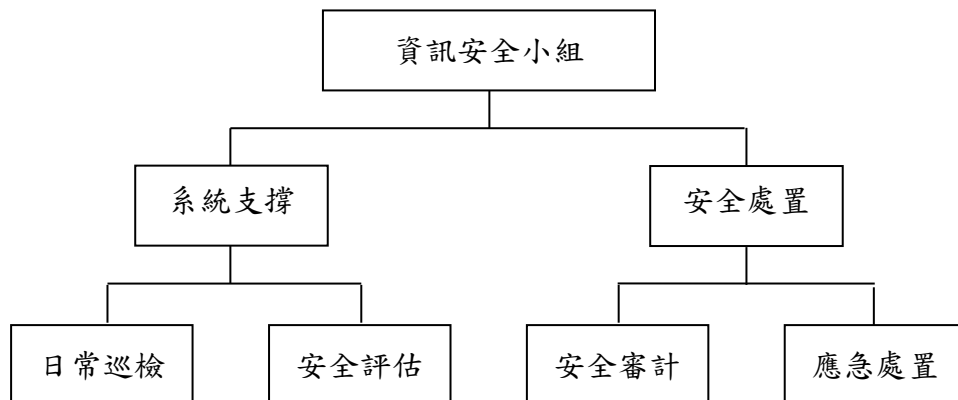 資訊安全小組
系統支撐
安全處置
日常巡檢
安全評估
安全審計
應急處置